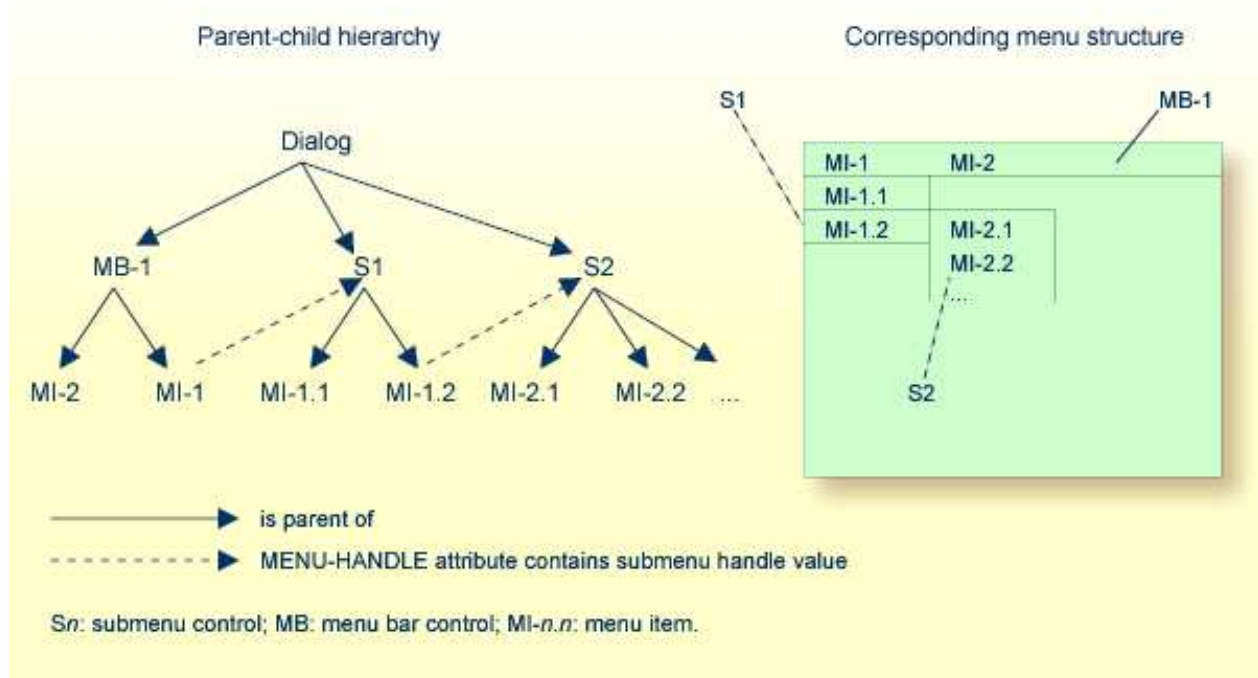 Parent-child hierarchy
Corresponding menu structure
Dialog
MB-1
S1
S2
MI-2
MI-1
MI-1.1
MI-1.2
MI-2.1
MI-2.2
...
S1
MB-1
MI-1 MI-2
MI-1.1
MI-1.2 MI-2.1
MI-2.2
...
S2
is parent of
MENU-HANDLE attribute contains submenu handle value
Sn: submenu control; MB: menu bar control; MI-n.n: menu item.